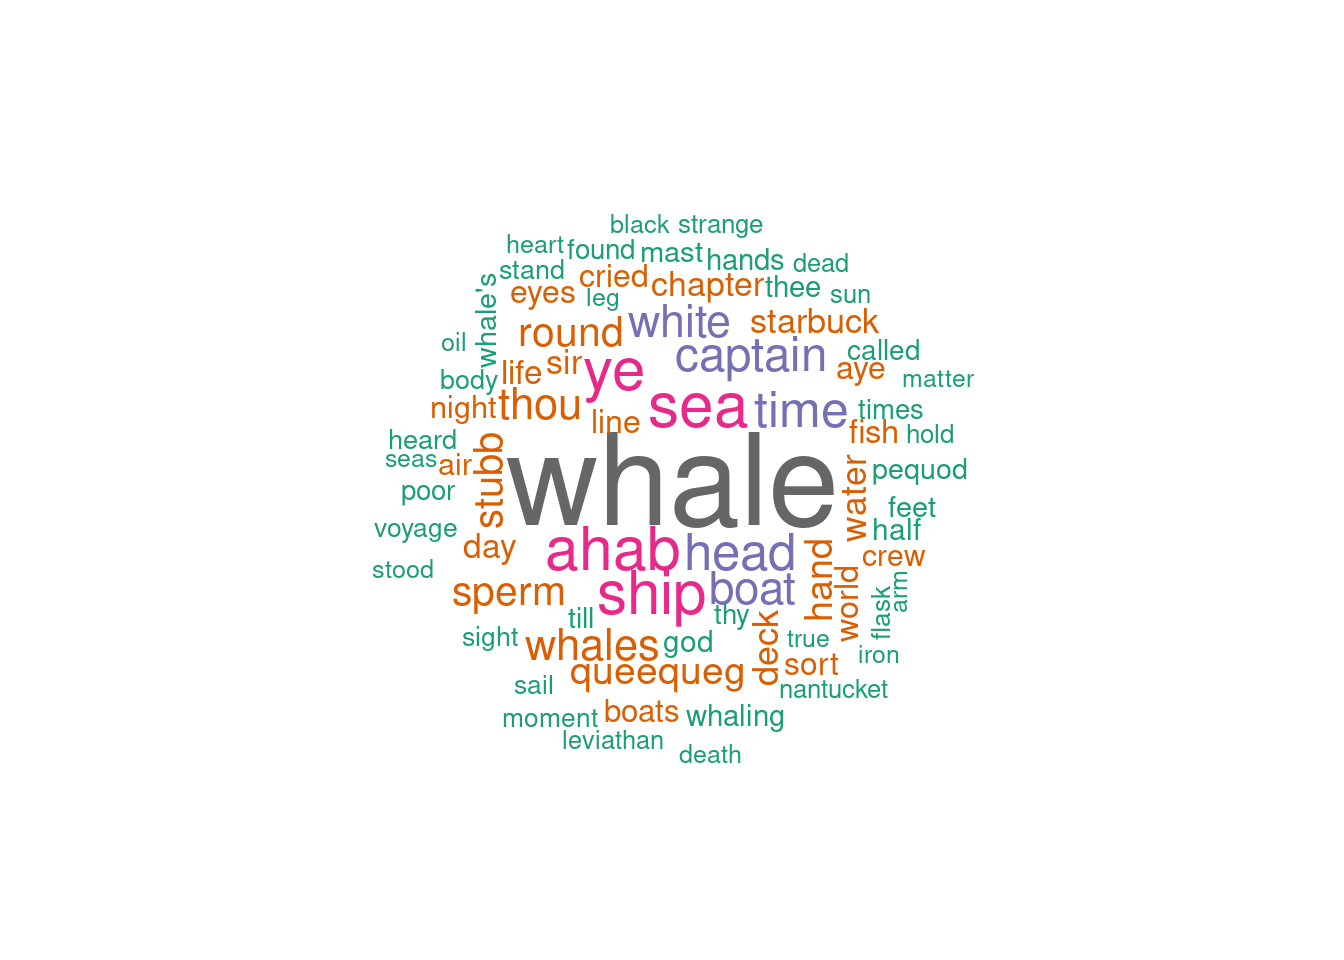 black strange
heart found mast hands dead
stand cried chapter thee sun
whale's eyes leg
oil round white starbuck
body life sir ye captain called aye matter
night thou line sea time times
heard fish hold
seas air stubb whale water pequod
poor
voyage feet half
day ahab head crew
stood hand world arm
sperm ship boat flask
till thy
sight whales god deck true iron
queequeg sort
sail nantucket
moment boats whaling
leviathan
death